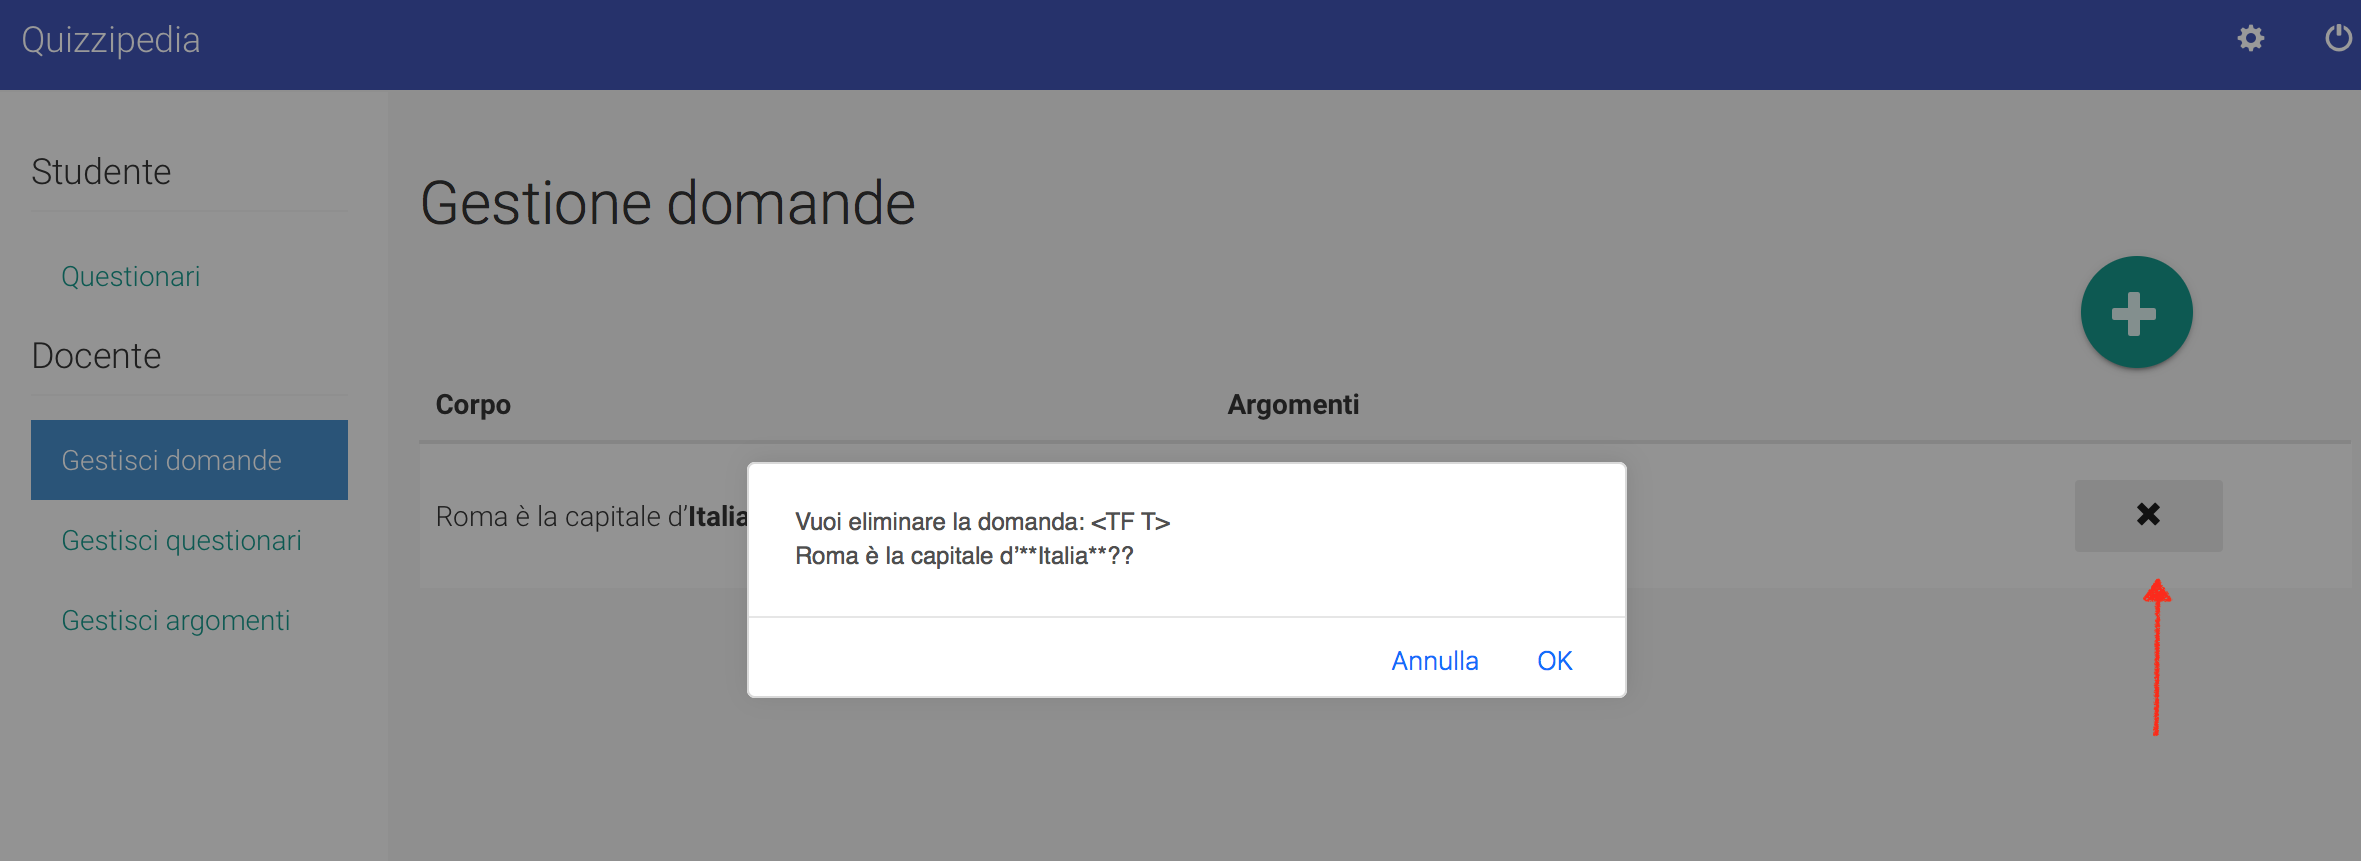 Quizzipedia
Studente
Questionari
Docente
Gestisci domande
Gestisci questionari
Gestisci argomenti
Gestione domande
Corpo Argomenti
Roma è la capitale d’Italia
Vuoi eliminare la domanda: <TF T>
Roma è la capitale d’**Italia**??
Annulla OK